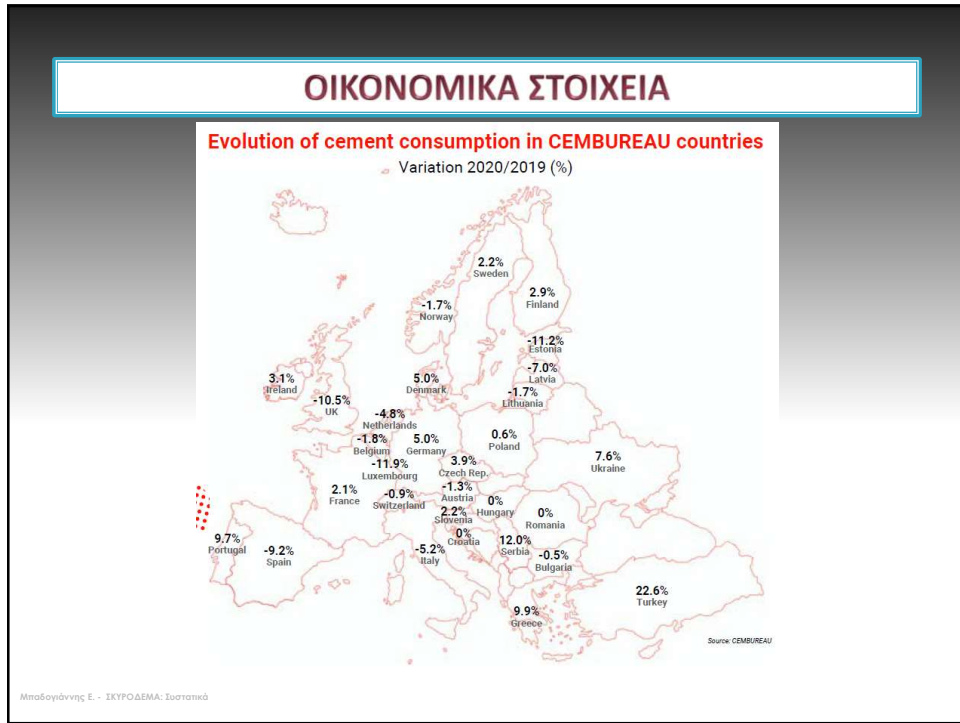 ΟΙΚΟΝΟΜΙΚΑ ΣΤΟΙΧΕΙΑ
Evolution of cement consumption in CEMBUREAU countries
Variation 2020/2019 (%)
2.2%
Sweden
2.9%
Finland
-1.7%
Norway
-11.2%
Estonia
-7.0%
Latvia
3.1%
Ireland
5.0%
Denmark
-1.7%
Lithuania
-10.5%
UK
-4.8%
Netherlands
-1.8%
Belgium
5.0%
Germany
0.6%
Poland
7.6%
Ukraine
-11.9%
Luxembourg
3.9%
Czech Rep.
2.1%
France
-0.9%
Switzerland
-1.3%
Austria
0%
Hungary
2.2%
Slovenia
0%
Romania
0%
Croatia
9.7%
Portugal
-9.2%
Spain
-5.2%
Italy
12.0%
Serbia
-0.5%
Bulgaria
22.6%
Turkey
9.9%
Greece
Source: CEMBUREAU
Μπαδογιάννης Ε. - ΣΚΥΡΟΔΕΜΑ: Συστατικά